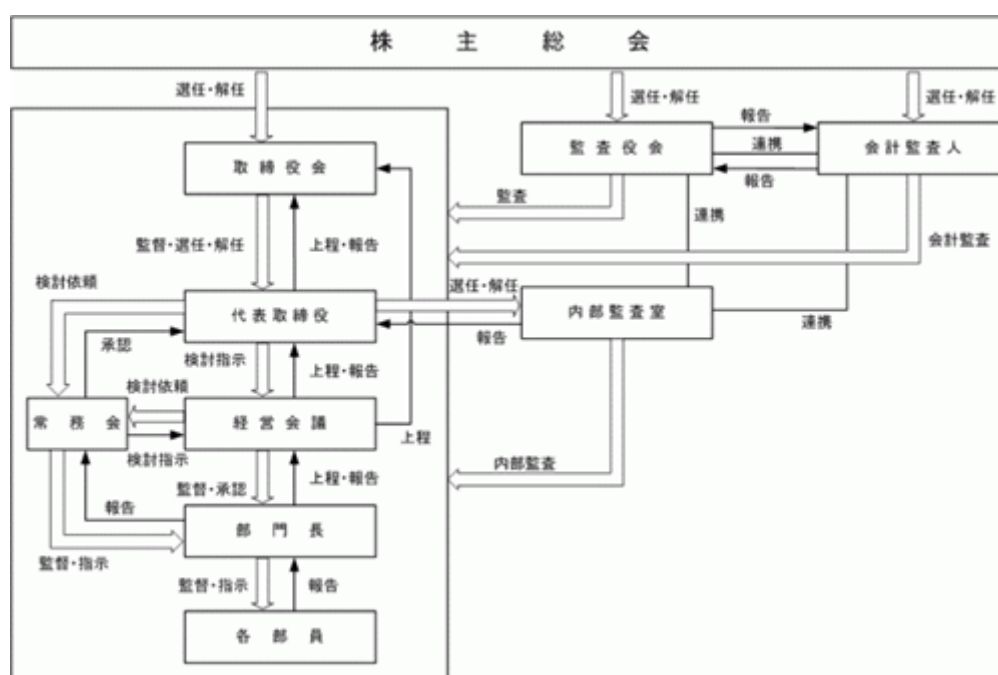 株主総会
選任・解任
選任・解任
選任・解任
取締役会
監査役会
報告
連携
報告
会計監査人
監査
連携
会計監査
監督・選任・解任
上程・報告
検討依頼
代表取締役
選任・解任
報告
内部監査室
連携
承認
検討指示
上程・報告
検討依頼
常務会
経営会議
上程
検討指示
監督・承認
上程・報告
内部監査
報告
部門長
監督・指示
監督・指示
報告
各部員